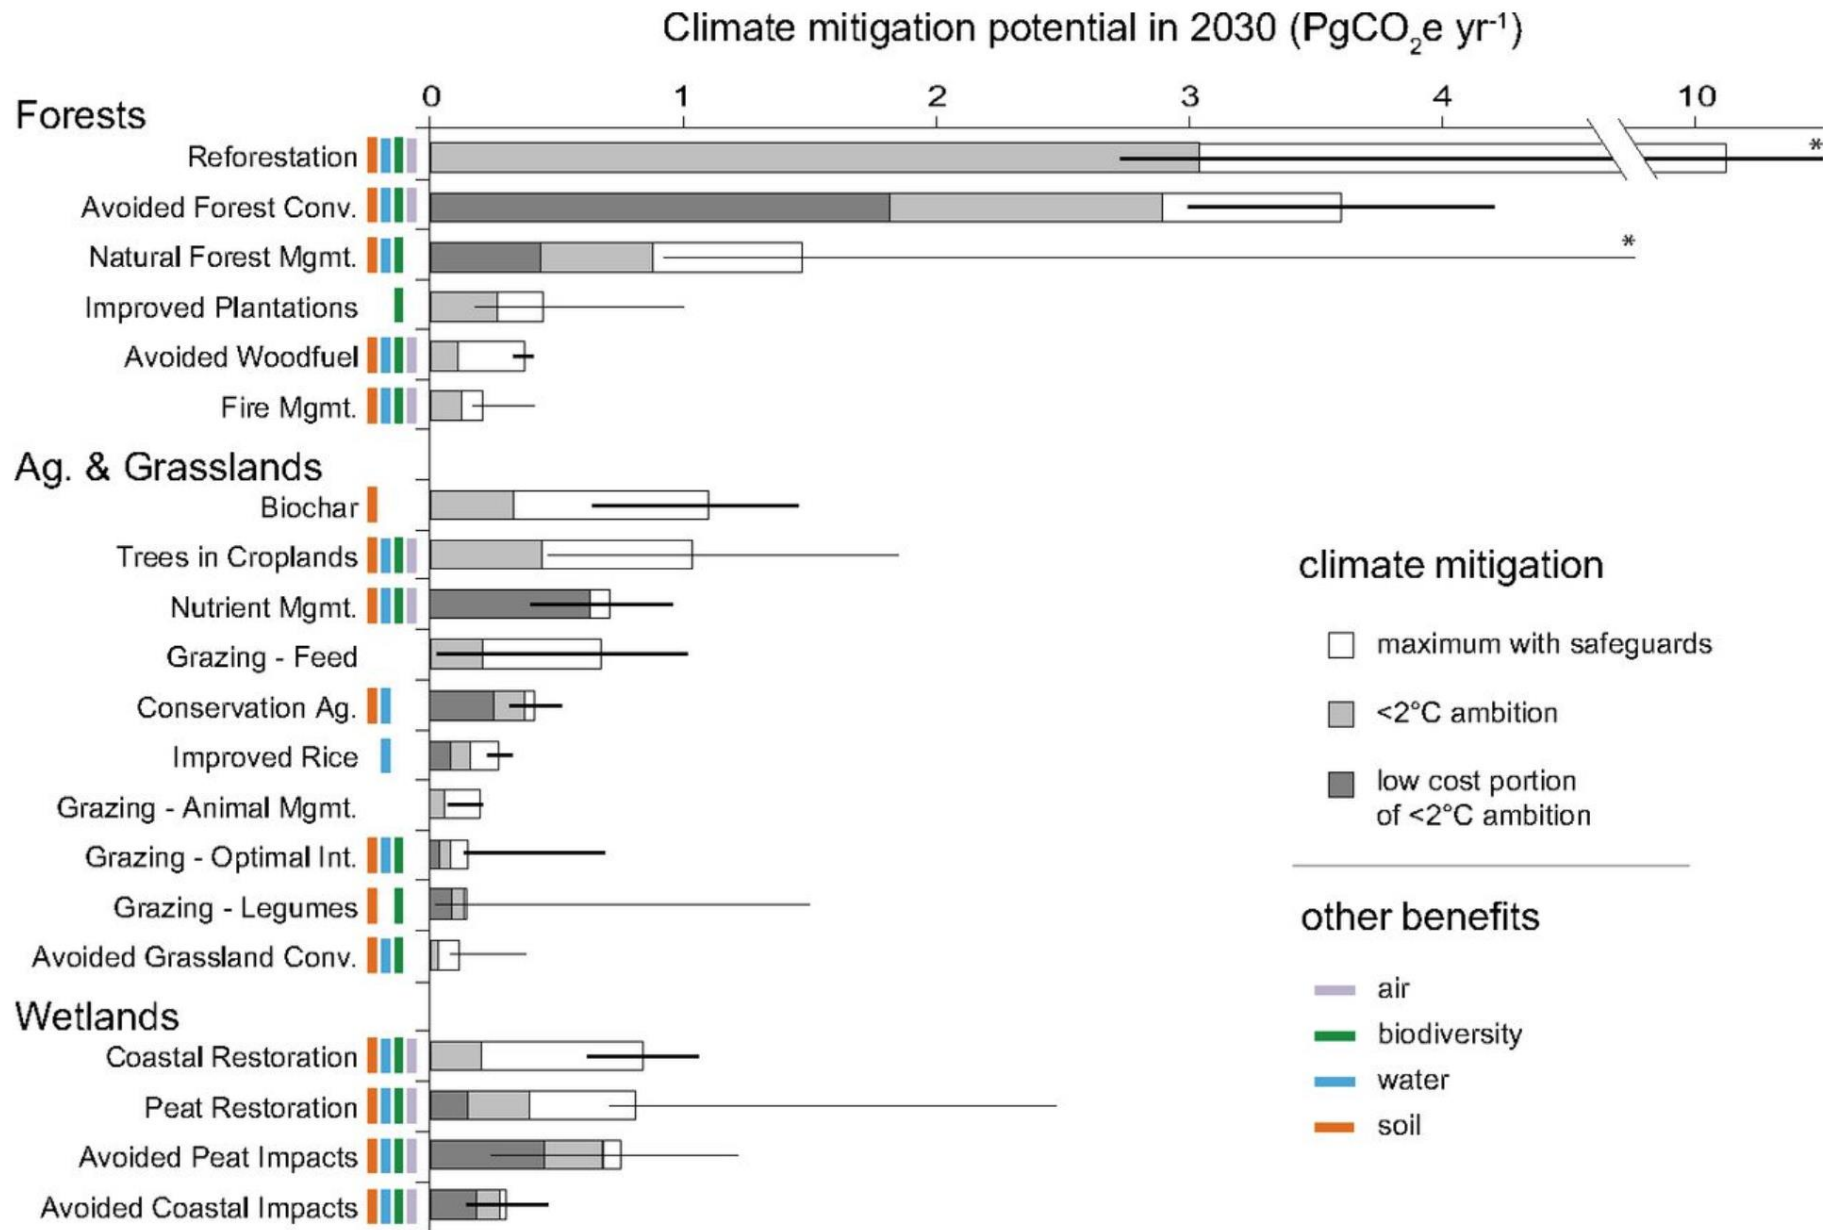 Climate mitigation potential in 2030 (PgCO₂e yr⁻¹)
0 1 2 3 4 10
Forests
Reforestation
*
Avoided Forest Conv.
Natural Forest Mgmt.
*
Improved Plantations
Avoided Woodfuel
Fire Mgmt.
Ag. & Grasslands
Biochar
Trees in Croplands
Nutrient Mgmt.
Grazing - Feed
Conservation Ag.
Improved Rice
Grazing - Animal Mgmt.
Grazing - Optimal Int.
Grazing - Legumes
Avoided Grassland Conv.
Wetlands
Coastal Restoration
Peat Restoration
Avoided Peat Impacts
Avoided Coastal Impacts
climate mitigation
maximum with safeguards
<2°C ambition
low cost portion
of <2°C ambition
other benefits
air
biodiversity
water
soil